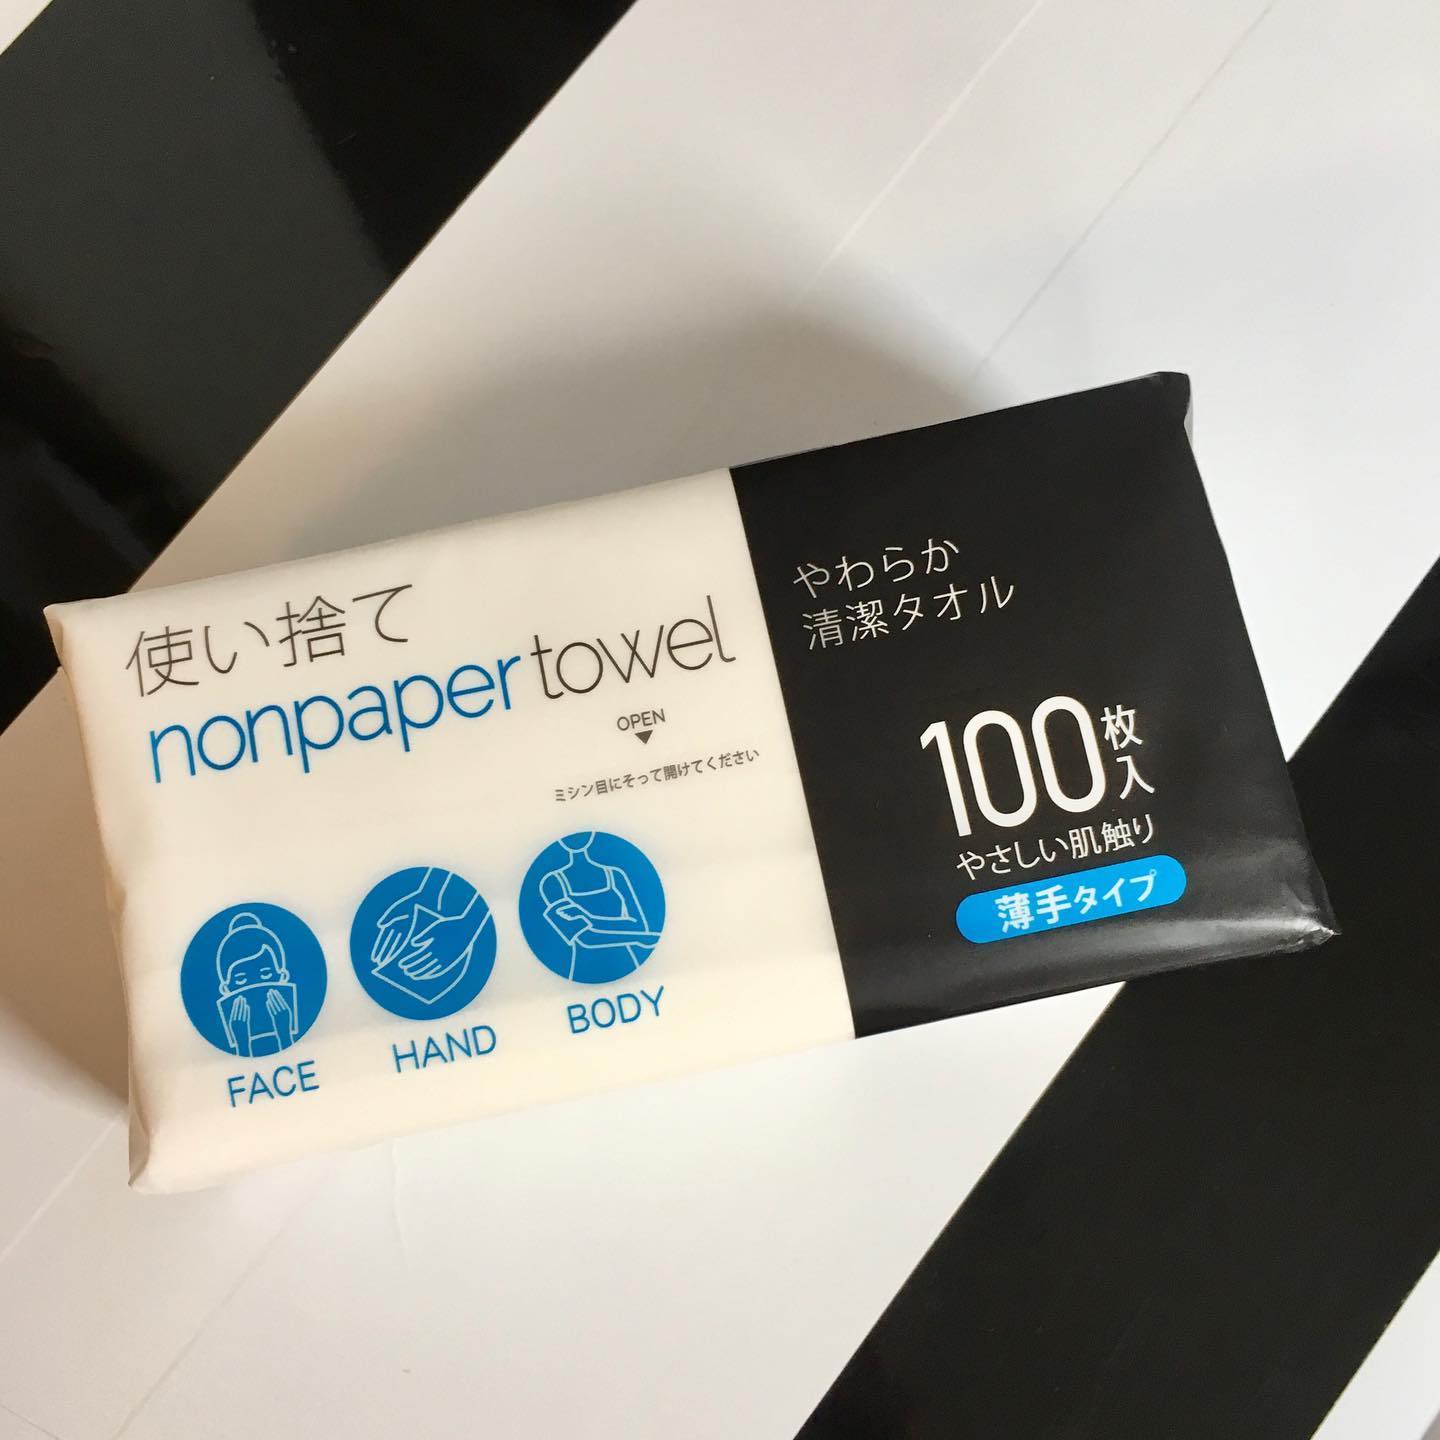 使い捨て
nonpaper towel
OPEN
▼
ミシン目にそって開けてください
FACE
HAND
BODY
やわらか
清潔タオル
100枚入
やさしい肌触り
薄手タイプ